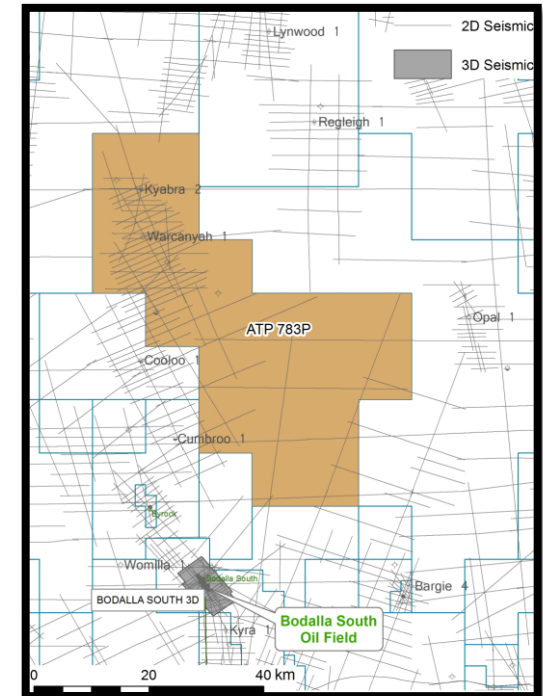 Lynwood 1
2D Seismic
3D Seismic
Regleigh 1
Kyabra 2
Warcanyah 1
ATP 783P
Opal 1
Cooloo 1
Cumbroo 1
Byrock
Womilla 1
Bodalla South
Bargie 4
BODALLA SOUTH 3D
Bodalla South
Oil Field
Kyra 1
0 20 40 km